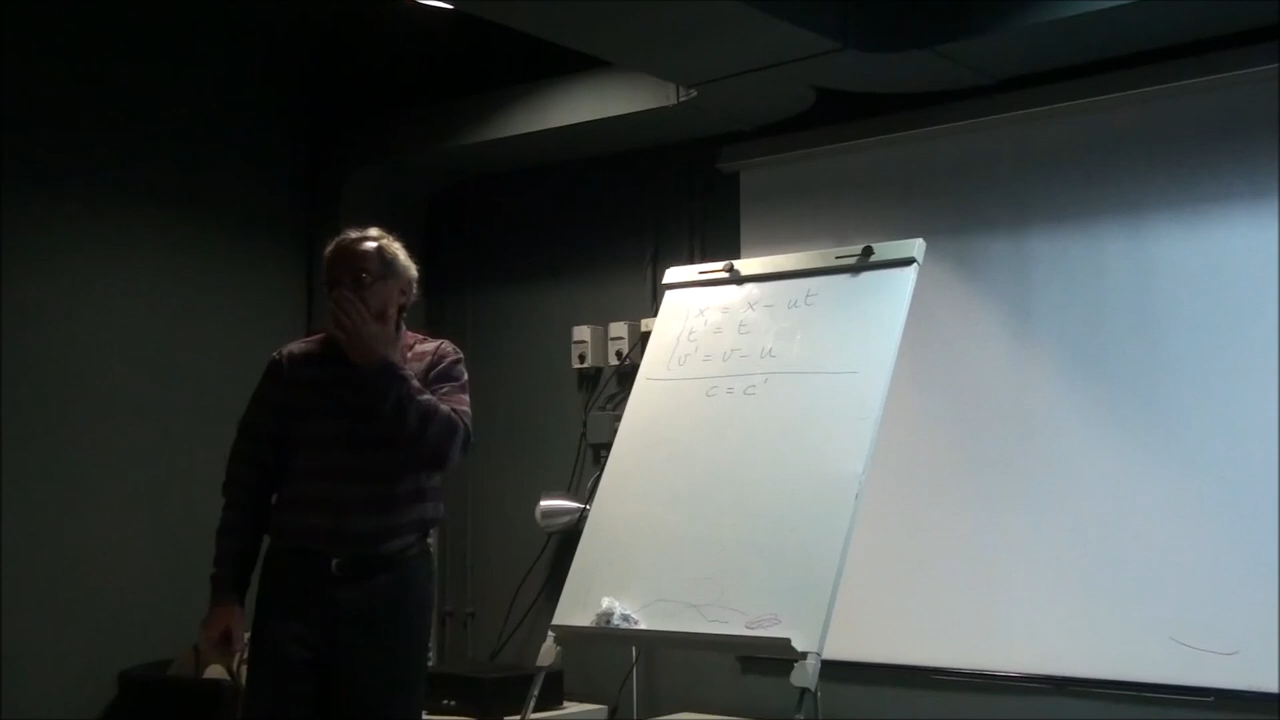 x = x - ut
t' = t
v' = v - u
c = c'